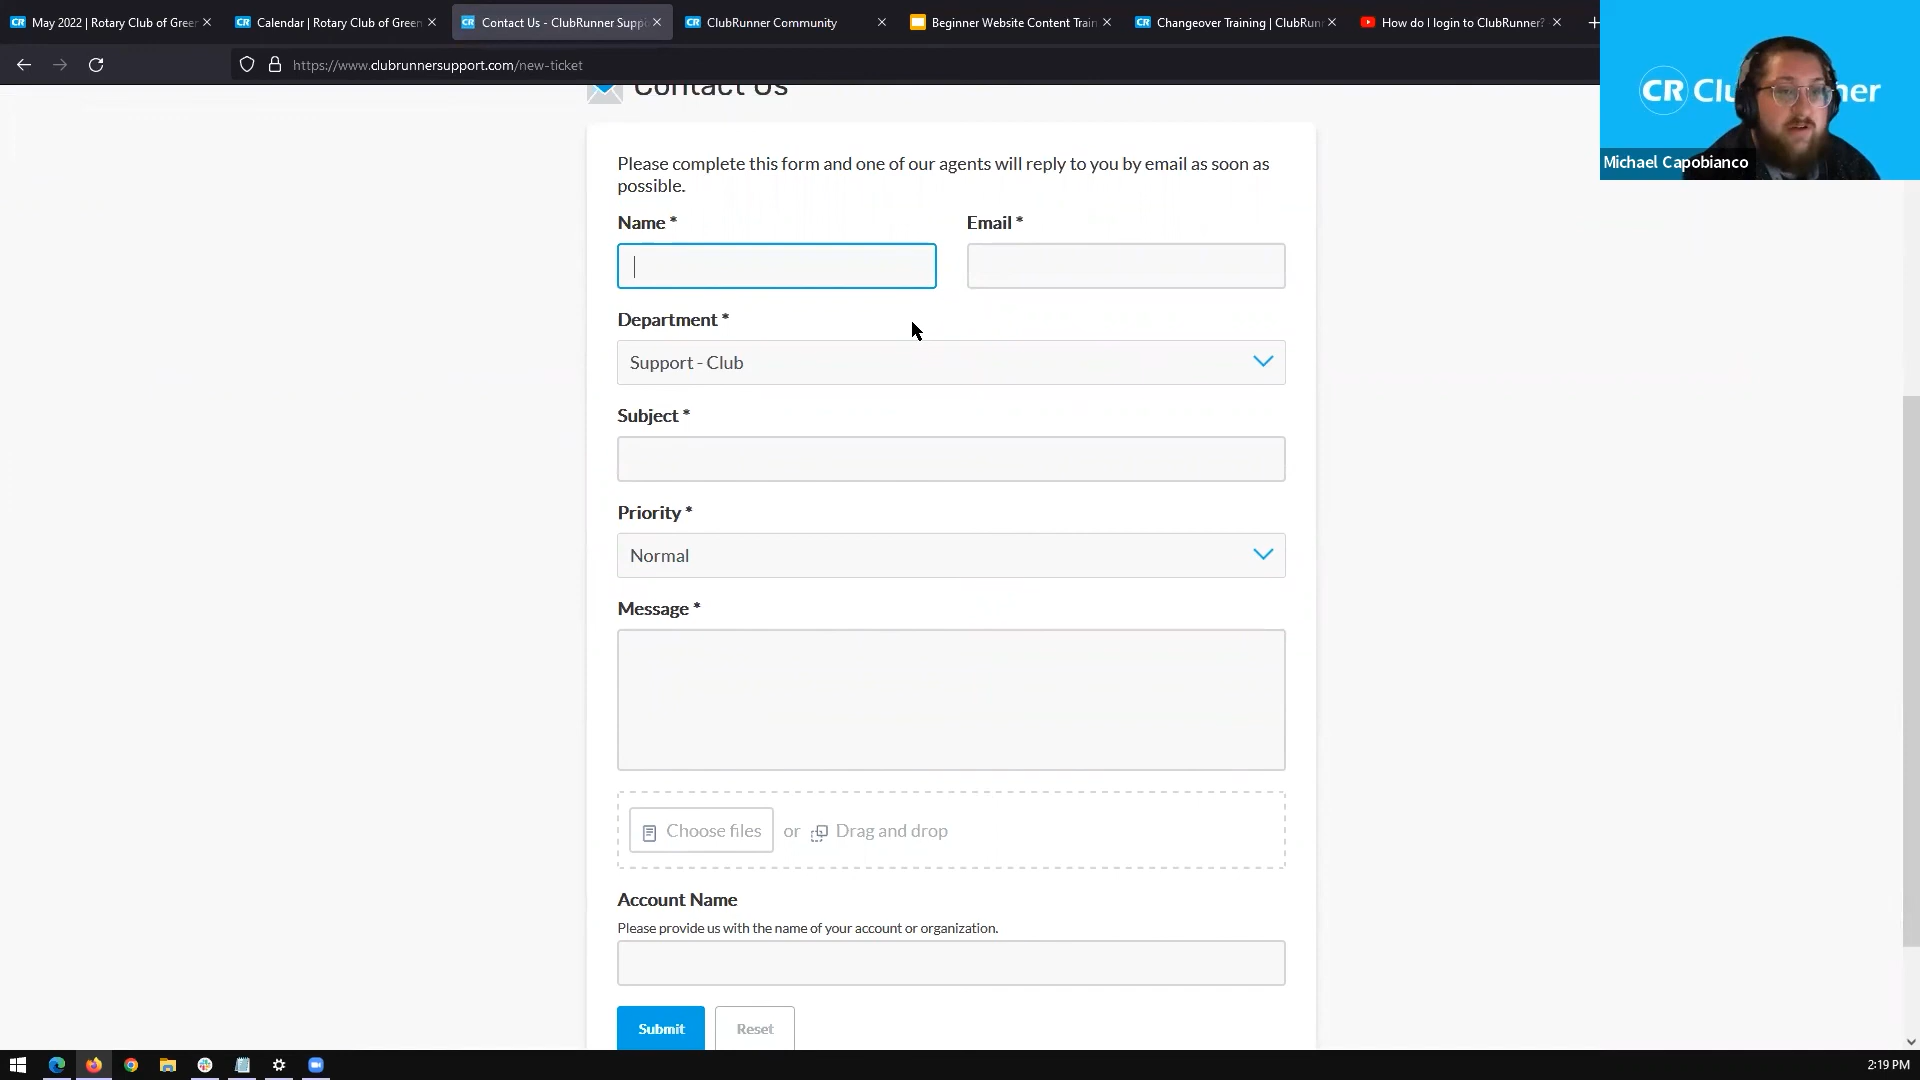 May 2022 | Rotary Club of Green
Calendar | Rotary Club of Green
Contact Us - ClubRunner Suppo
ClubRunner Community
Beginner Website Content Train
Changeover Training | ClubRunn
How do I login to ClubRunner?
https://www.clubrunnersupport.com/new-ticket
CR Clu ner
Michael Capobianco
Contact Us
Please complete this form and one of our agents will reply to you by email as soon as
possible.
Name * Email *
Department *
Support - Club
Subject *
Priority *
Normal
Message *
Choose files or Drag and drop
Account Name
Please provide us with the name of your account or organization.
Submit Reset
2:19 PM